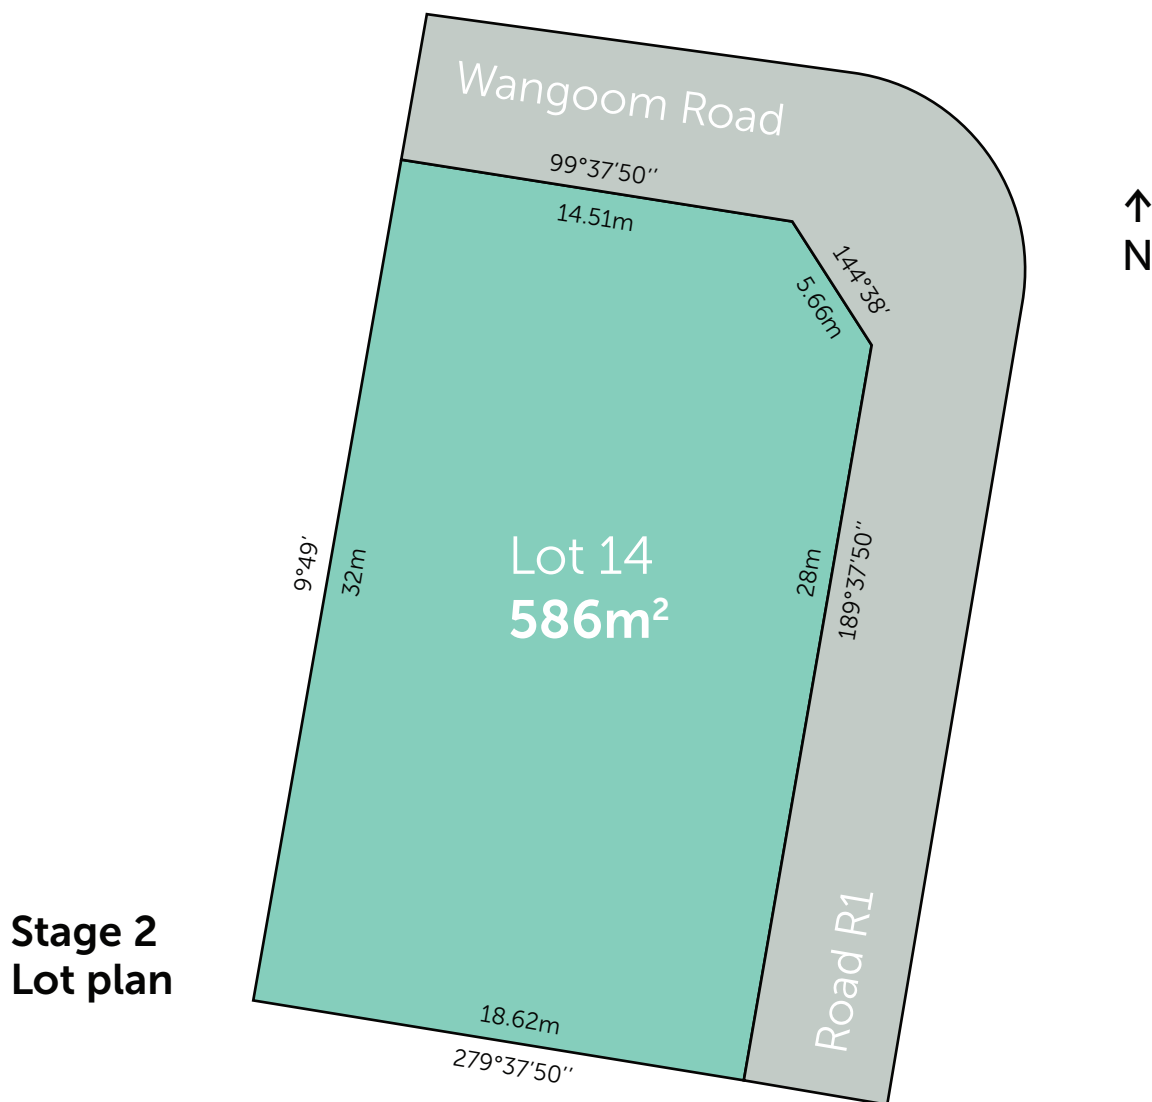 Wangoom Road
99°37'50''
14.51m
144°38'
5.66m
N
Lot 14
586m²
9°49'
32m
28m
189°37'50''
Road R1
Stage 2
Lot plan
18.62m
279°37'50''